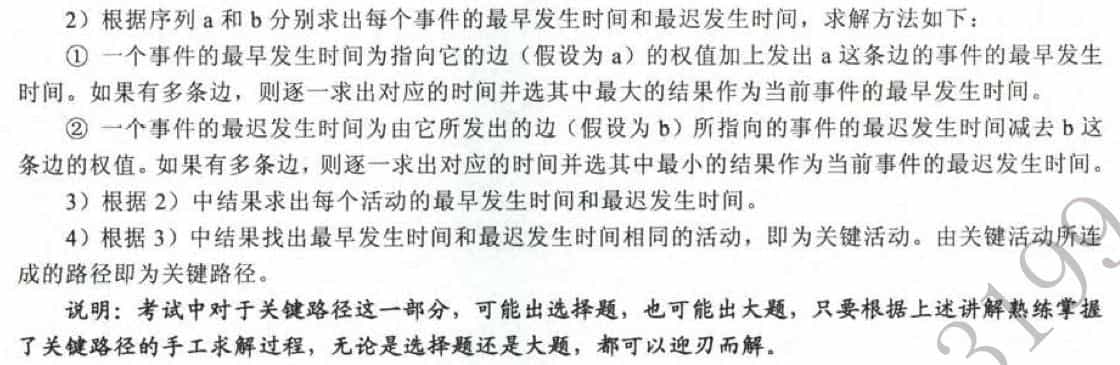 2）根据序列 a 和 b 分别求出每个事件的最早发生时间和最迟发生时间，求解方法如下：
① 一个事件的最早发生时间为指向它的边（假设为 a）的权值加上发出 a 这条边的事件的最早发生
时间。如果有多条边，则逐一求出对应的时间并选其中最大的结果作为当前事件的最早发生时间。
② 一个事件的最迟发生时间为由它所发出的边（假设为 b）所指向的事件的最迟发生时间减去 b 这
条边的权值。如果有多条边，则逐一求出对应的时间并选其中最小的结果作为当前事件的最迟发生时间。
3）根据 2）中结果求出每个活动的最早发生时间和最迟发生时间。
4）根据 3）中结果找出最早发生时间和最迟发生时间相同的活动，即为关键活动。由关键活动所连
成的路径即为关键路径。
说明：考试中对于关键路径这一部分，可能出选择题，也可能出大题，只要根据上述讲解熟练掌握
了关键路径的手工求解过程，无论是选择题还是大题，都可以迎刃而解。
3199